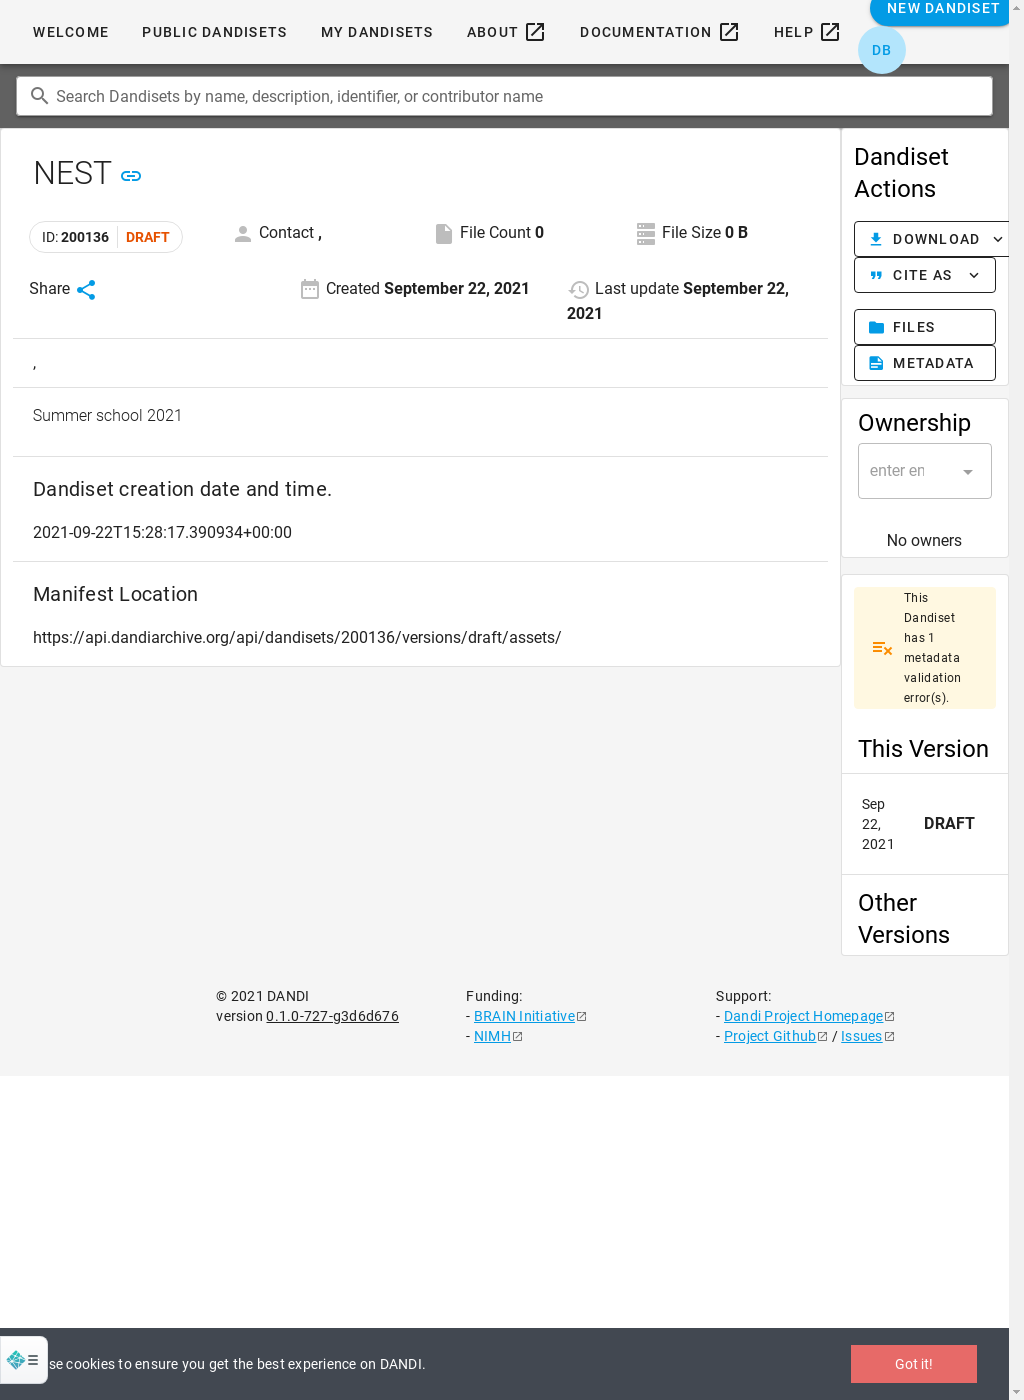 WELCOME PUBLIC DANDISETS MY DANDISETS ABOUT DOCUMENTATION HELP NEW DANDISET
DB
Search Dandisets by name, description, identifier, or contributor name
NEST
ID: 200136 DRAFT
Contact ,
File Count 0
File Size 0 B
Share
Created September 22, 2021
Last update September 22,
2021
,
Summer school 2021
Dandiset creation date and time.
2021-09-22T15:28:17.390934+00:00
Manifest Location
https://api.dandiarchive.org/api/dandisets/200136/versions/draft/assets/
Dandiset
Actions
DOWNLOAD
CITE AS
FILES
METADATA
Ownership
enter en
No owners
This
Dandiset
has 1
metadata
validation
error(s).
This Version
Sep
22,
2021
DRAFT
Other
Versions
© 2021 DANDI
version 0.1.0-727-g3d6d676
Funding:
- BRAIN Initiative
- NIMH
Support:
- Dandi Project Homepage
- Project Github / Issues
se cookies to ensure you get the best experience on DANDI.
Got it!